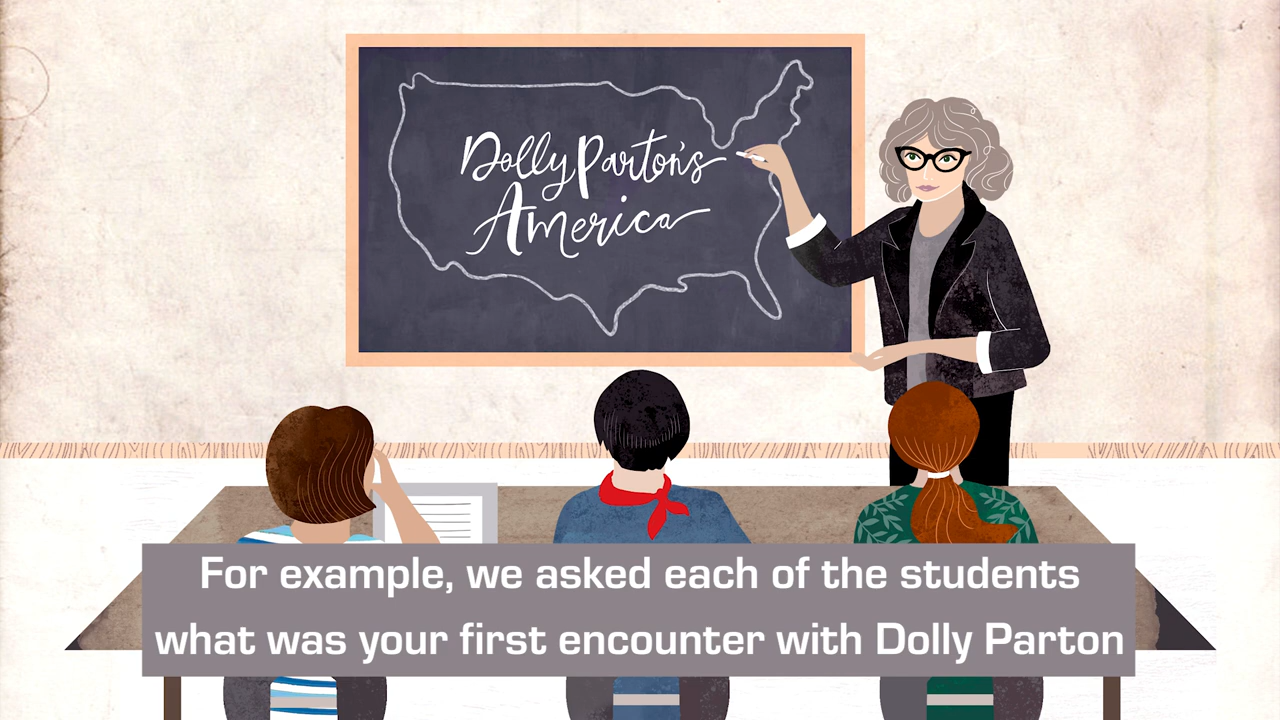 Dolly Parton's
America
For example, we asked each of the students
what was your first encounter with Dolly Parton